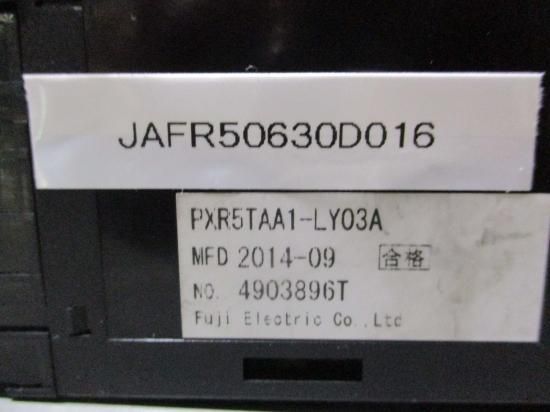 JAFR50630D016
PXR5TAA1-LY03A
MFD 2014-09 合格
NO. 4903896T
Fuji Electric Co., Ltd